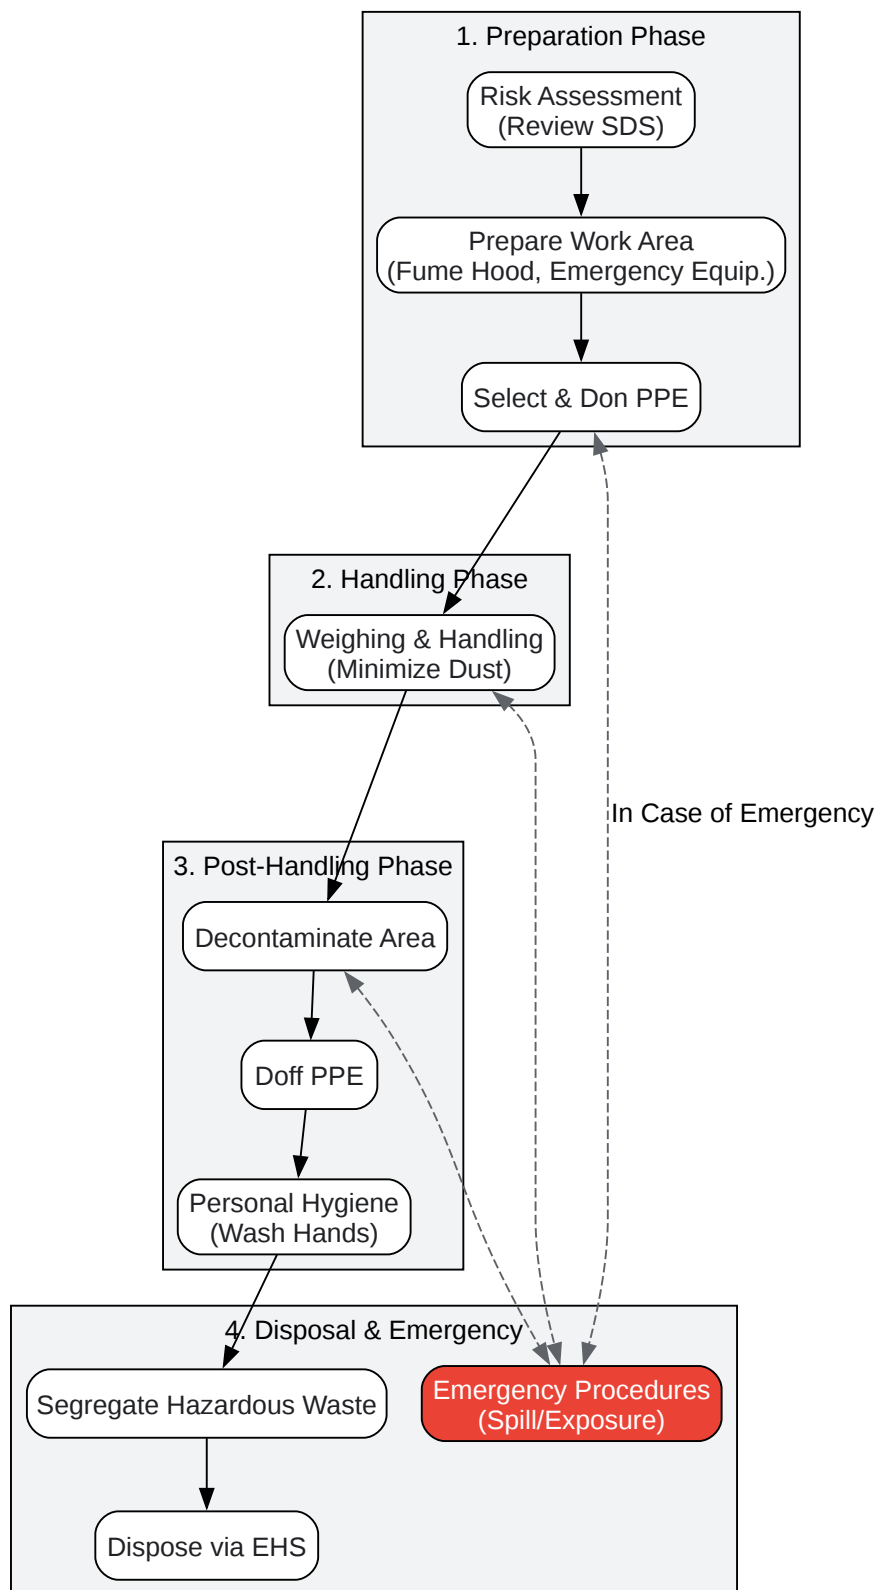 1. Preparation Phase
Risk Assessment
(Review SDS)
Prepare Work Area
(Fume Hood, Emergency Equip.)
Select & Don PPE
2. Handling Phase
Weighing & Handling
(Minimize Dust)
In Case of Emergency
3. Post-Handling Phase
Decontaminate Area
Doff PPE
Personal Hygiene
(Wash Hands)
4. Disposal & Emergency
Segregate Hazardous Waste
Emergency Procedures
(Spill/Exposure)
Dispose via EHS